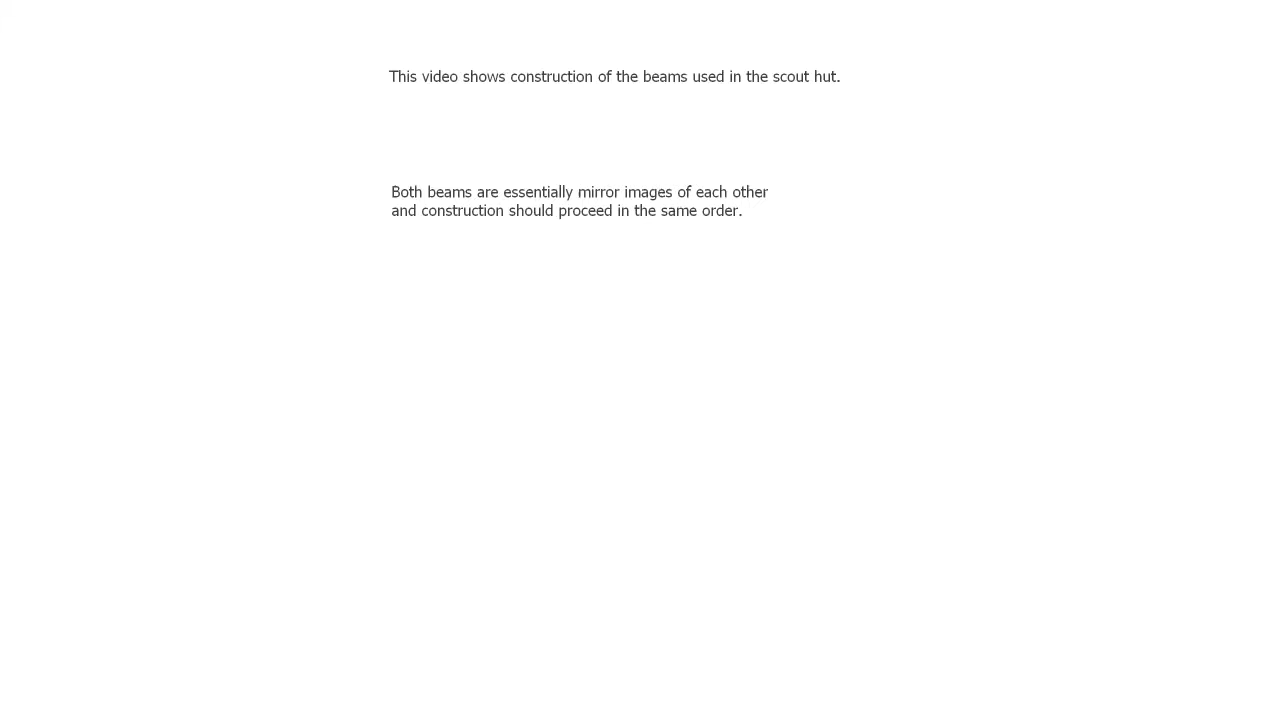 This video shows construction of the beams used in the scout hut.
Both beams are essentially mirror images of each other
and construction should proceed in the same order.